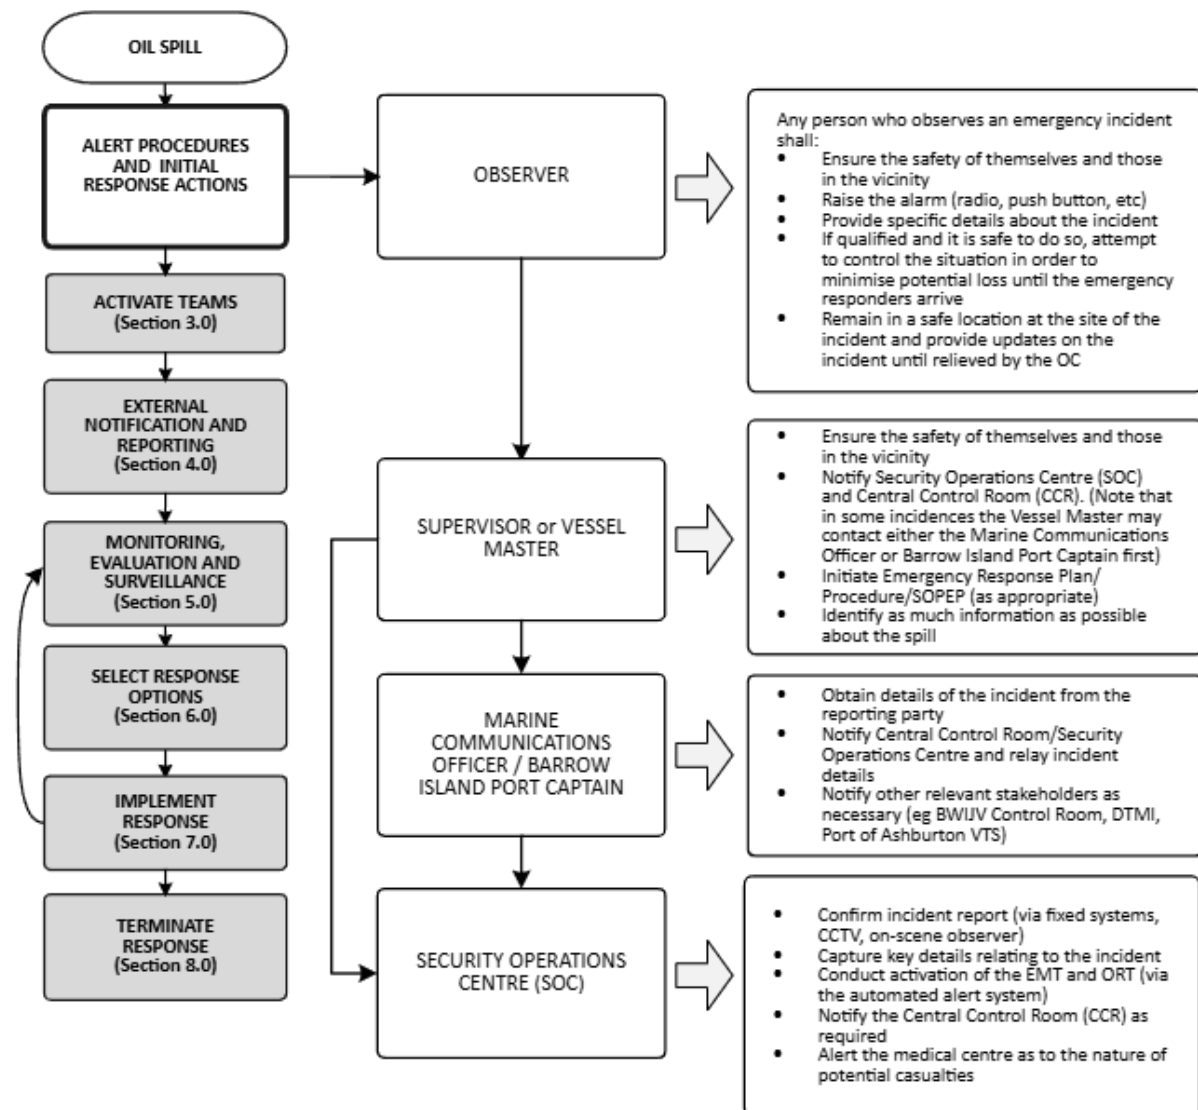 OIL SPILL
ALERT PROCEDURES
AND INITIAL
RESPONSE ACTIONS
ACTIVATE TEAMS
(Section 3.0)
EXTERNAL
NOTIFICATION AND
REPORTING
(Section 4.0)
MONITORING,
EVALUATION AND
SURVEILLANCE
(Section 5.0)
SELECT RESPONSE
OPTIONS
(Section 6.0)
IMPLEMENT
RESPONSE
(Section 7.0)
TERMINATE
RESPONSE
(Section 8.0)
OBSERVER
Any person who observes an emergency incident
shall:
• Ensure the safety of themselves and those
in the vicinity
• Raise the alarm (radio, push button, etc)
• Provide specific details about the incident
• If qualified and it is safe to do so, attempt
to control the situation in order to
minimise potential loss until the emergency
responders arrive
• Remain in a safe location at the site of the
incident and provide updates on the
incident until relieved by the OC
SUPERVISOR or VESSEL
MASTER
• Ensure the safety of themselves and those
in the vicinity
• Notify Security Operations Centre (SOC)
and Central Control Room (CCR). (Note that
in some incidences the Vessel Master may
contact either the Marine Communications
Officer or Barrow Island Port Captain first)
• Initiate Emergency Response Plan/
Procedure/SOPEP (as appropriate)
• Identify as much information as possible
about the spill
MARINE
COMMUNICATIONS
OFFICER / BARROW
ISLAND PORT CAPTAIN
• Obtain details of the incident from the
reporting party
• Notify Central Control Room/Security
Operations Centre and relay incident
details
• Notify other relevant stakeholders as
necessary (eg BWIJV Control Room, DTMI,
Port of Ashburton VTS)
SECURITY OPERATIONS
CENTRE (SOC)
• Confirm incident report (via fixed systems,
CCTV, on-scene observer)
• Capture key details relating to the incident
• Conduct activation of the EMT and ORT (via
the automated alert system)
• Notify the Central Control Room (CCR) as
required
• Alert the medical centre as to the nature of
potential casualties